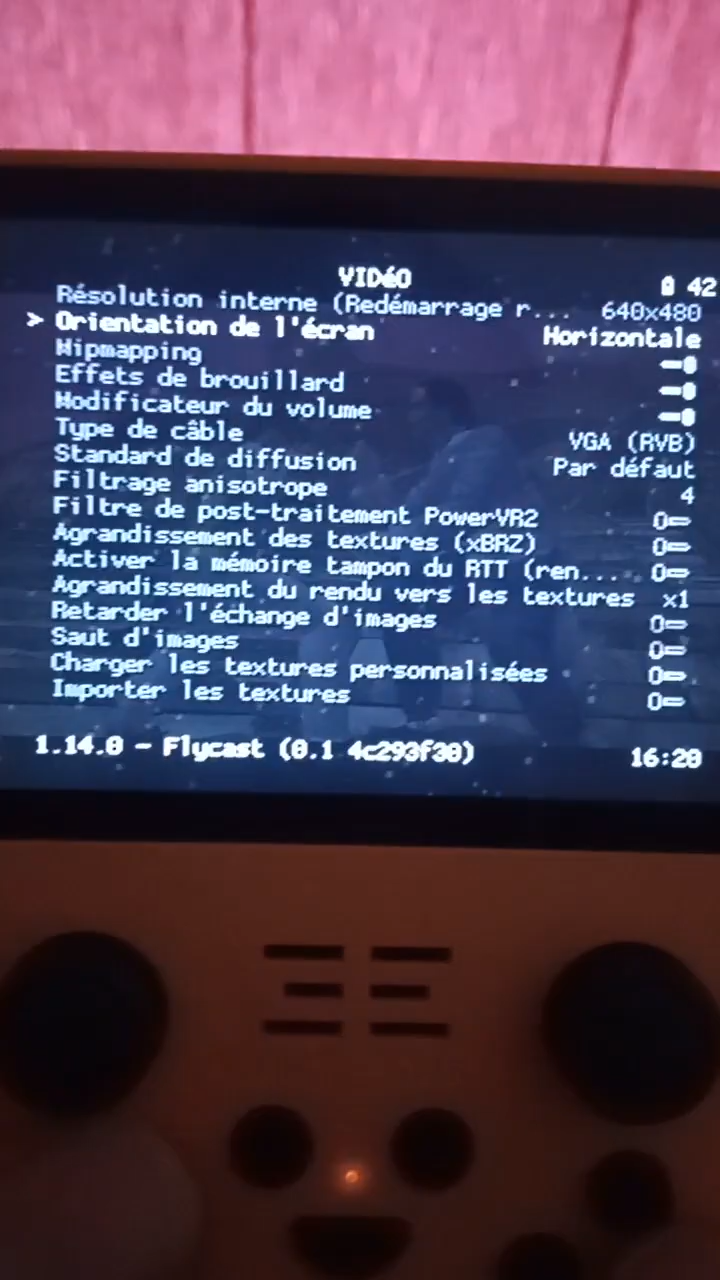 VIDéO
42
Résolution interne (Redémarrage r... 640x480
> Orientation de l'écran Horizontale
Mipmapping
Effets de brouillard
Modificateur du volume
Type de câble VGA (RVB)
Standard de diffusion Par défaut
Filtrage anisotrope 4
Filtre de post-traitement PowerVR2
Agrandissement des textures (xBRZ)
Activer la mémoire tampon du RTT (ren...
Agrandissement du rendu vers les textures x1
Retarder l'échange d'images
Saut d'images
Charger les textures personnalisées
Importer les textures
1.14.0 - Flycast (0.1 4c293f30) 16:20